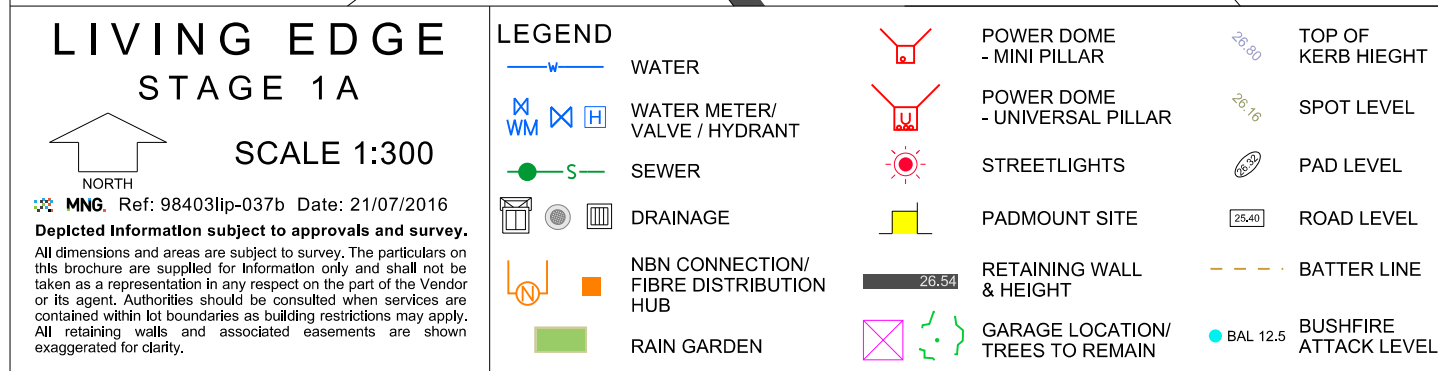 LIVING EDGE
STAGE 1A
NORTH
SCALE 1:300
MNG. Ref: 98403lip-037b Date: 21/07/2016
Depicted Information subject to approvals and survey.
All dimensions and areas are subject to survey. The particulars on
this brochure are supplied for information only and shall not be
taken as a representation in any respect on the part of the Vendor
or its agent. Authorities should be consulted when services are
contained within lot boundaries as building restrictions may apply.
All retaining walls and associated easements are shown
exaggerated for clarity.
LEGEND
W WATER
WM H WATER METER/
VALVE / HYDRANT
S SEWER
DRAINAGE
N NBN CONNECTION/
FIBRE DISTRIBUTION
HUB
RAIN GARDEN
POWER DOME
- MINI PILLAR
U POWER DOME
- UNIVERSAL PILLAR
STREETLIGHTS
PADMOUNT SITE
26.54 RETAINING WALL
& HEIGHT
GARAGE LOCATION/
TREES TO REMAIN
26.80 TOP OF
KERB HIEGHT
26.16 SPOT LEVEL
26.32 PAD LEVEL
25.40 ROAD LEVEL
BATTER LINE
BAL 12.5 BUSHFIRE
ATTACK LEVEL